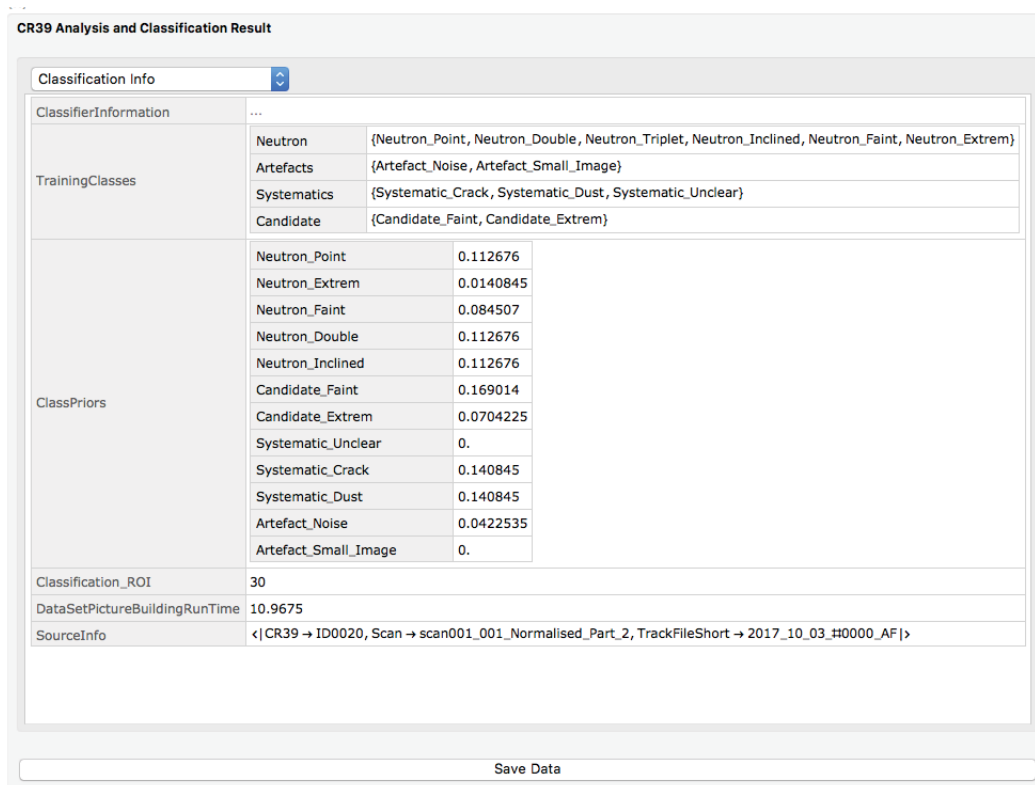 CR39 Analysis and Classification Result
Classification Info
ClassifierInformation ...
TrainingClasses
Neutron {Neutron_Point, Neutron_Double, Neutron_Triplet, Neutron_Inclined, Neutron_Faint, Neutron_Extrem}
Artefacts {Artefact_Noise, Artefact_Small_Image}
Systematics {Systematic_Crack, Systematic_Dust, Systematic_Unclear}
Candidate {Candidate_Faint, Candidate_Extrem}
ClassPriors
Neutron_Point 0.112676
Neutron_Extrem 0.0140845
Neutron_Faint 0.084507
Neutron_Double 0.112676
Neutron_Inclined 0.112676
Candidate_Faint 0.169014
Candidate_Extrem 0.0704225
Systematic_Unclear 0.
Systematic_Crack 0.140845
Systematic_Dust 0.140845
Artefact_Noise 0.0422535
Artefact_Small_Image 0.
Classification_ROI 30
DataSetPictureBuildingRunTime 10.9675
SourceInfo <|CR39 → ID0020, Scan → scan001_001_Normalised_Part_2, TrackFileShort → 2017_10_03_‡‡0000_AF|>
Save Data